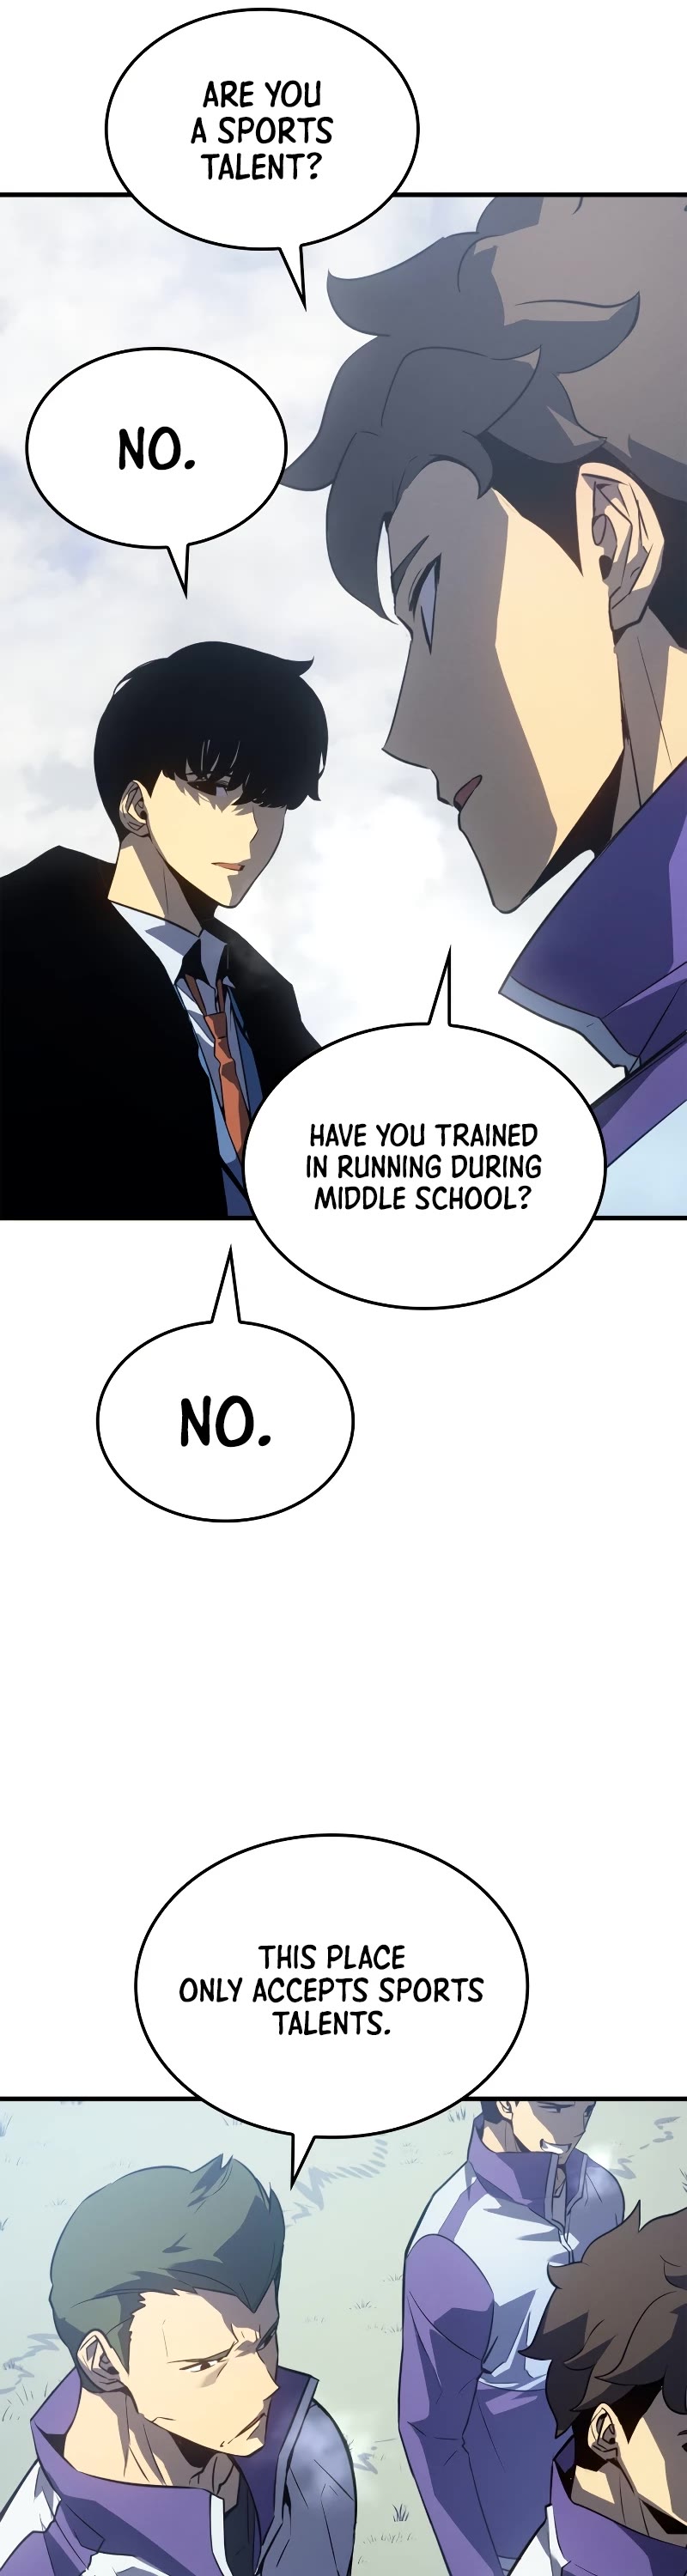 ARE YOU
A SPORTS
TALENT?
NO.
HAVE YOU TRAINED
IN RUNNING DURING
MIDDLE SCHOOL?
NO.
THIS PLACE
ONLY ACCEPTS SPORTS
TALENTS.